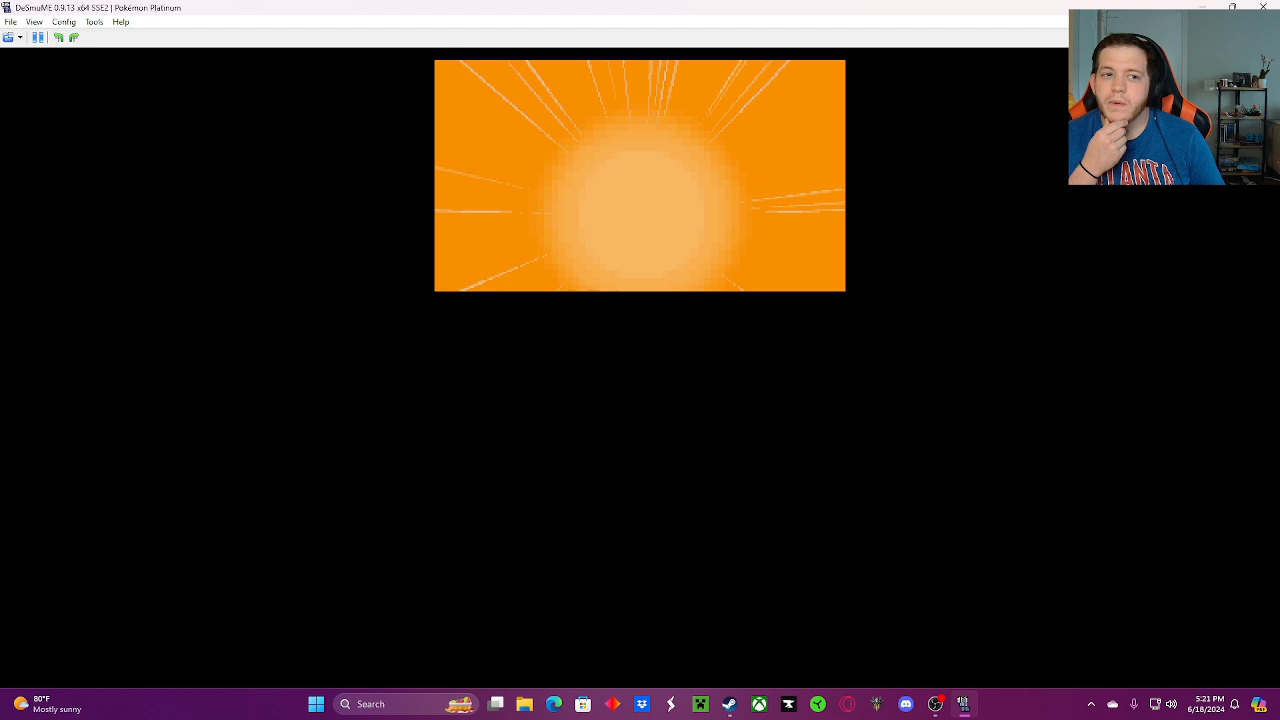 DeSmuME 0.9.13 x64 SSE2 | Pokémon Platinum
File View Config Tools Help
ATLANTA
80°F
Mostly sunny
Search
5:21 PM
6/18/2024